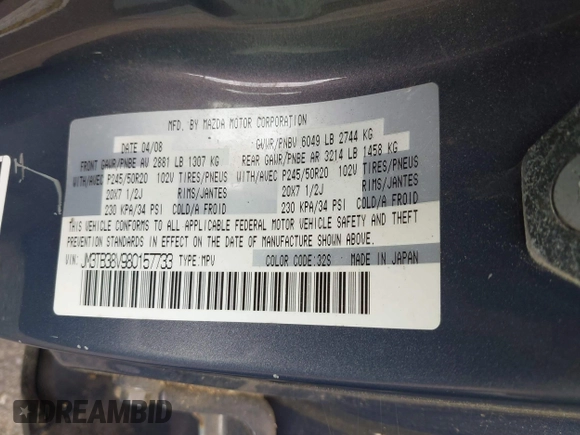 MFD. BY MAZDA MOTOR CORPORATION
DATE 04/08 GVWR/PNBV 6049 LB 2744 KG
FRONT GAWR/PNBE AV 2881 LB 1307 KG REAR GAWR/PNBE AR 3214 LB 1458 KG
WITH/AVEC P245/50R20 102V TIRES/PNEUS WITH/AVEC P245/50R20 102V TIRES/PNEUS
20X7 1/2J RIMS/JANTES 20X7 1/2J RIMS/JANTES
230 KPA/34 PSI COLD/A FROID 230 KPA/34 PSI COLD/A FROID
THIS VEHICLE CONFORMS TO ALL APPLICABLE FEDERAL MOTOR VEHICLE SAFETY AND THEFT
PREVENTION STANDARDS IN EFFECT ON THE DATE OF MANUFACTURE SHOWN ABOVE.
VIN: JM3TB38V980157733 TYPE:MPV COLOR CODE:32S MADE IN JAPAN
DREAMBID